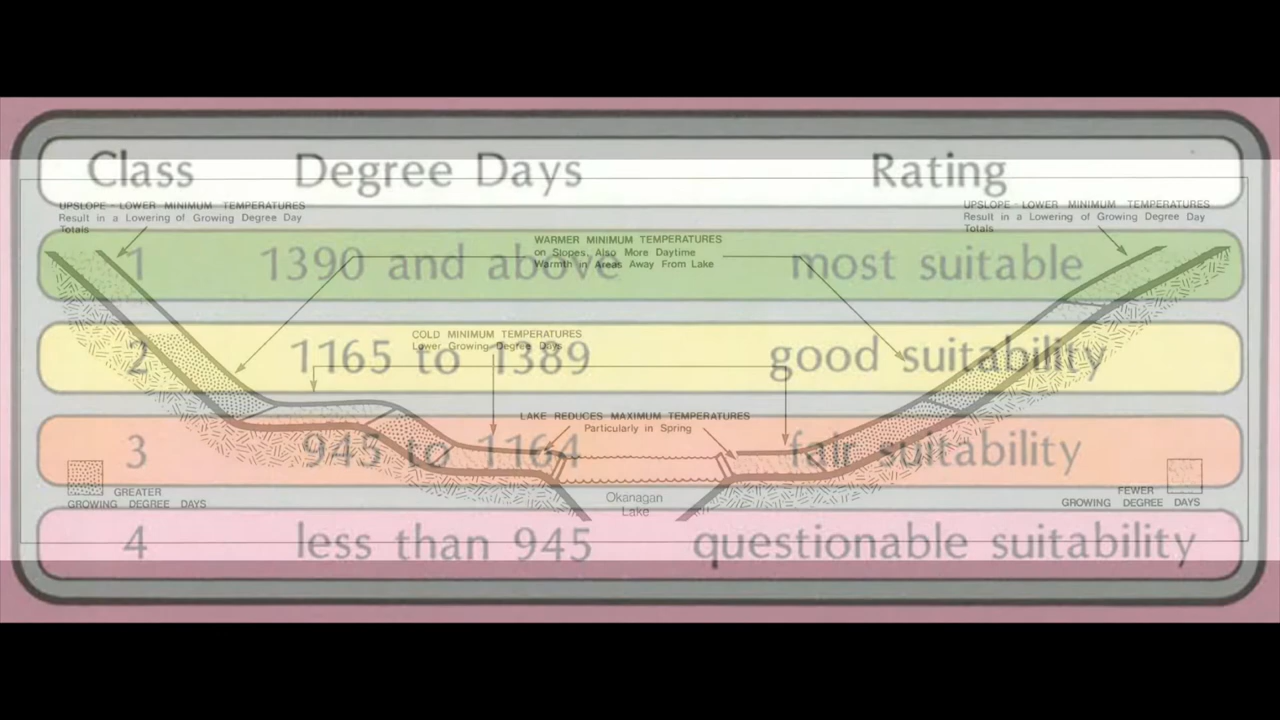 Class Degree Days Rating
UPSLOPE - LOWER MINIMUM TEMPERATURES
Result in a Lowering of Growing Degree Day
Totals
UPSLOPE - LOWER MINIMUM TEMPERATURES
Result in a Lowering of Growing Degree Day
Totals
WARMER MINIMUM TEMPERATURES
on Slopes, Also More Daytime
Warmth in Areas Away From Lake
1 1390 and above most suitable
COLD MINIMUM TEMPERATURES
Lower Growing Degree Days
2 1165 to 1389 good suitability
LAKE REDUCES MAXIMUM TEMPERATURES
Particularly in Spring
3 945 to 1164 fair suitability
GREATER
GROWING DEGREE DAYS
Okanagan
Lake
FEWER
GROWING DEGREE DAYS
4 less than 945 questionable suitability